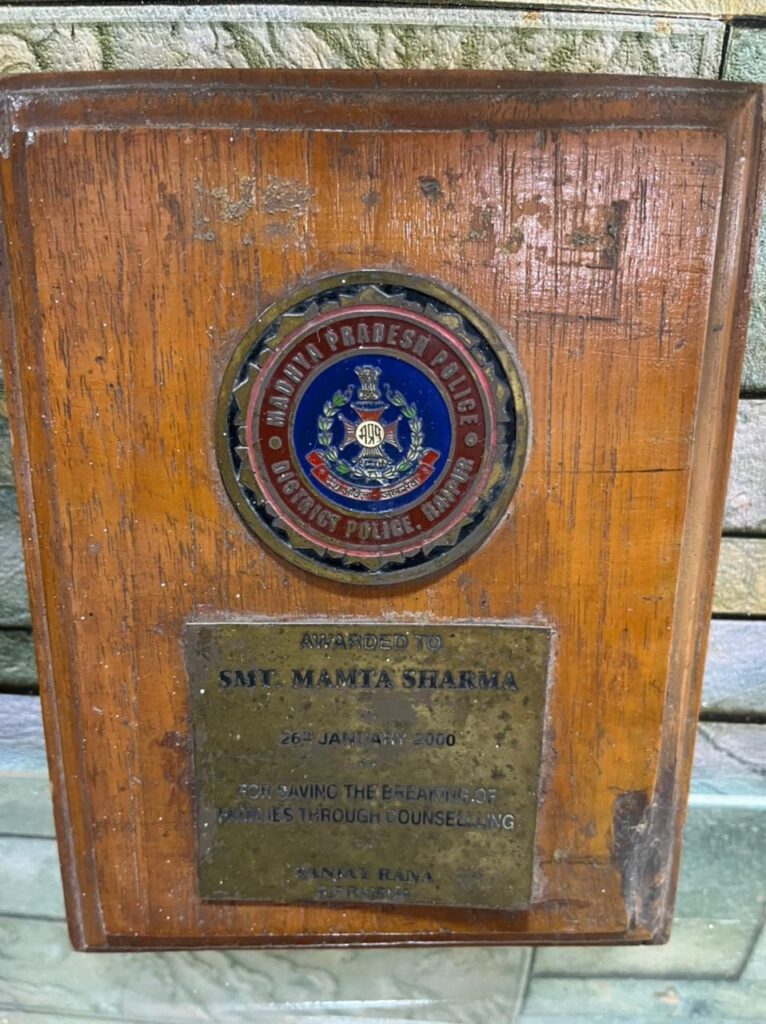 MADHYA PRADESH POLICE
DISTRICT POLICE. RAIPUR
AWARDED TO
SMT. MAMTA SHARMA
26TH JANUARY 2000
FOR SAVING THE BREAKING OF
FAMILIES THROUGH COUNSELLING
SANJAY RANA